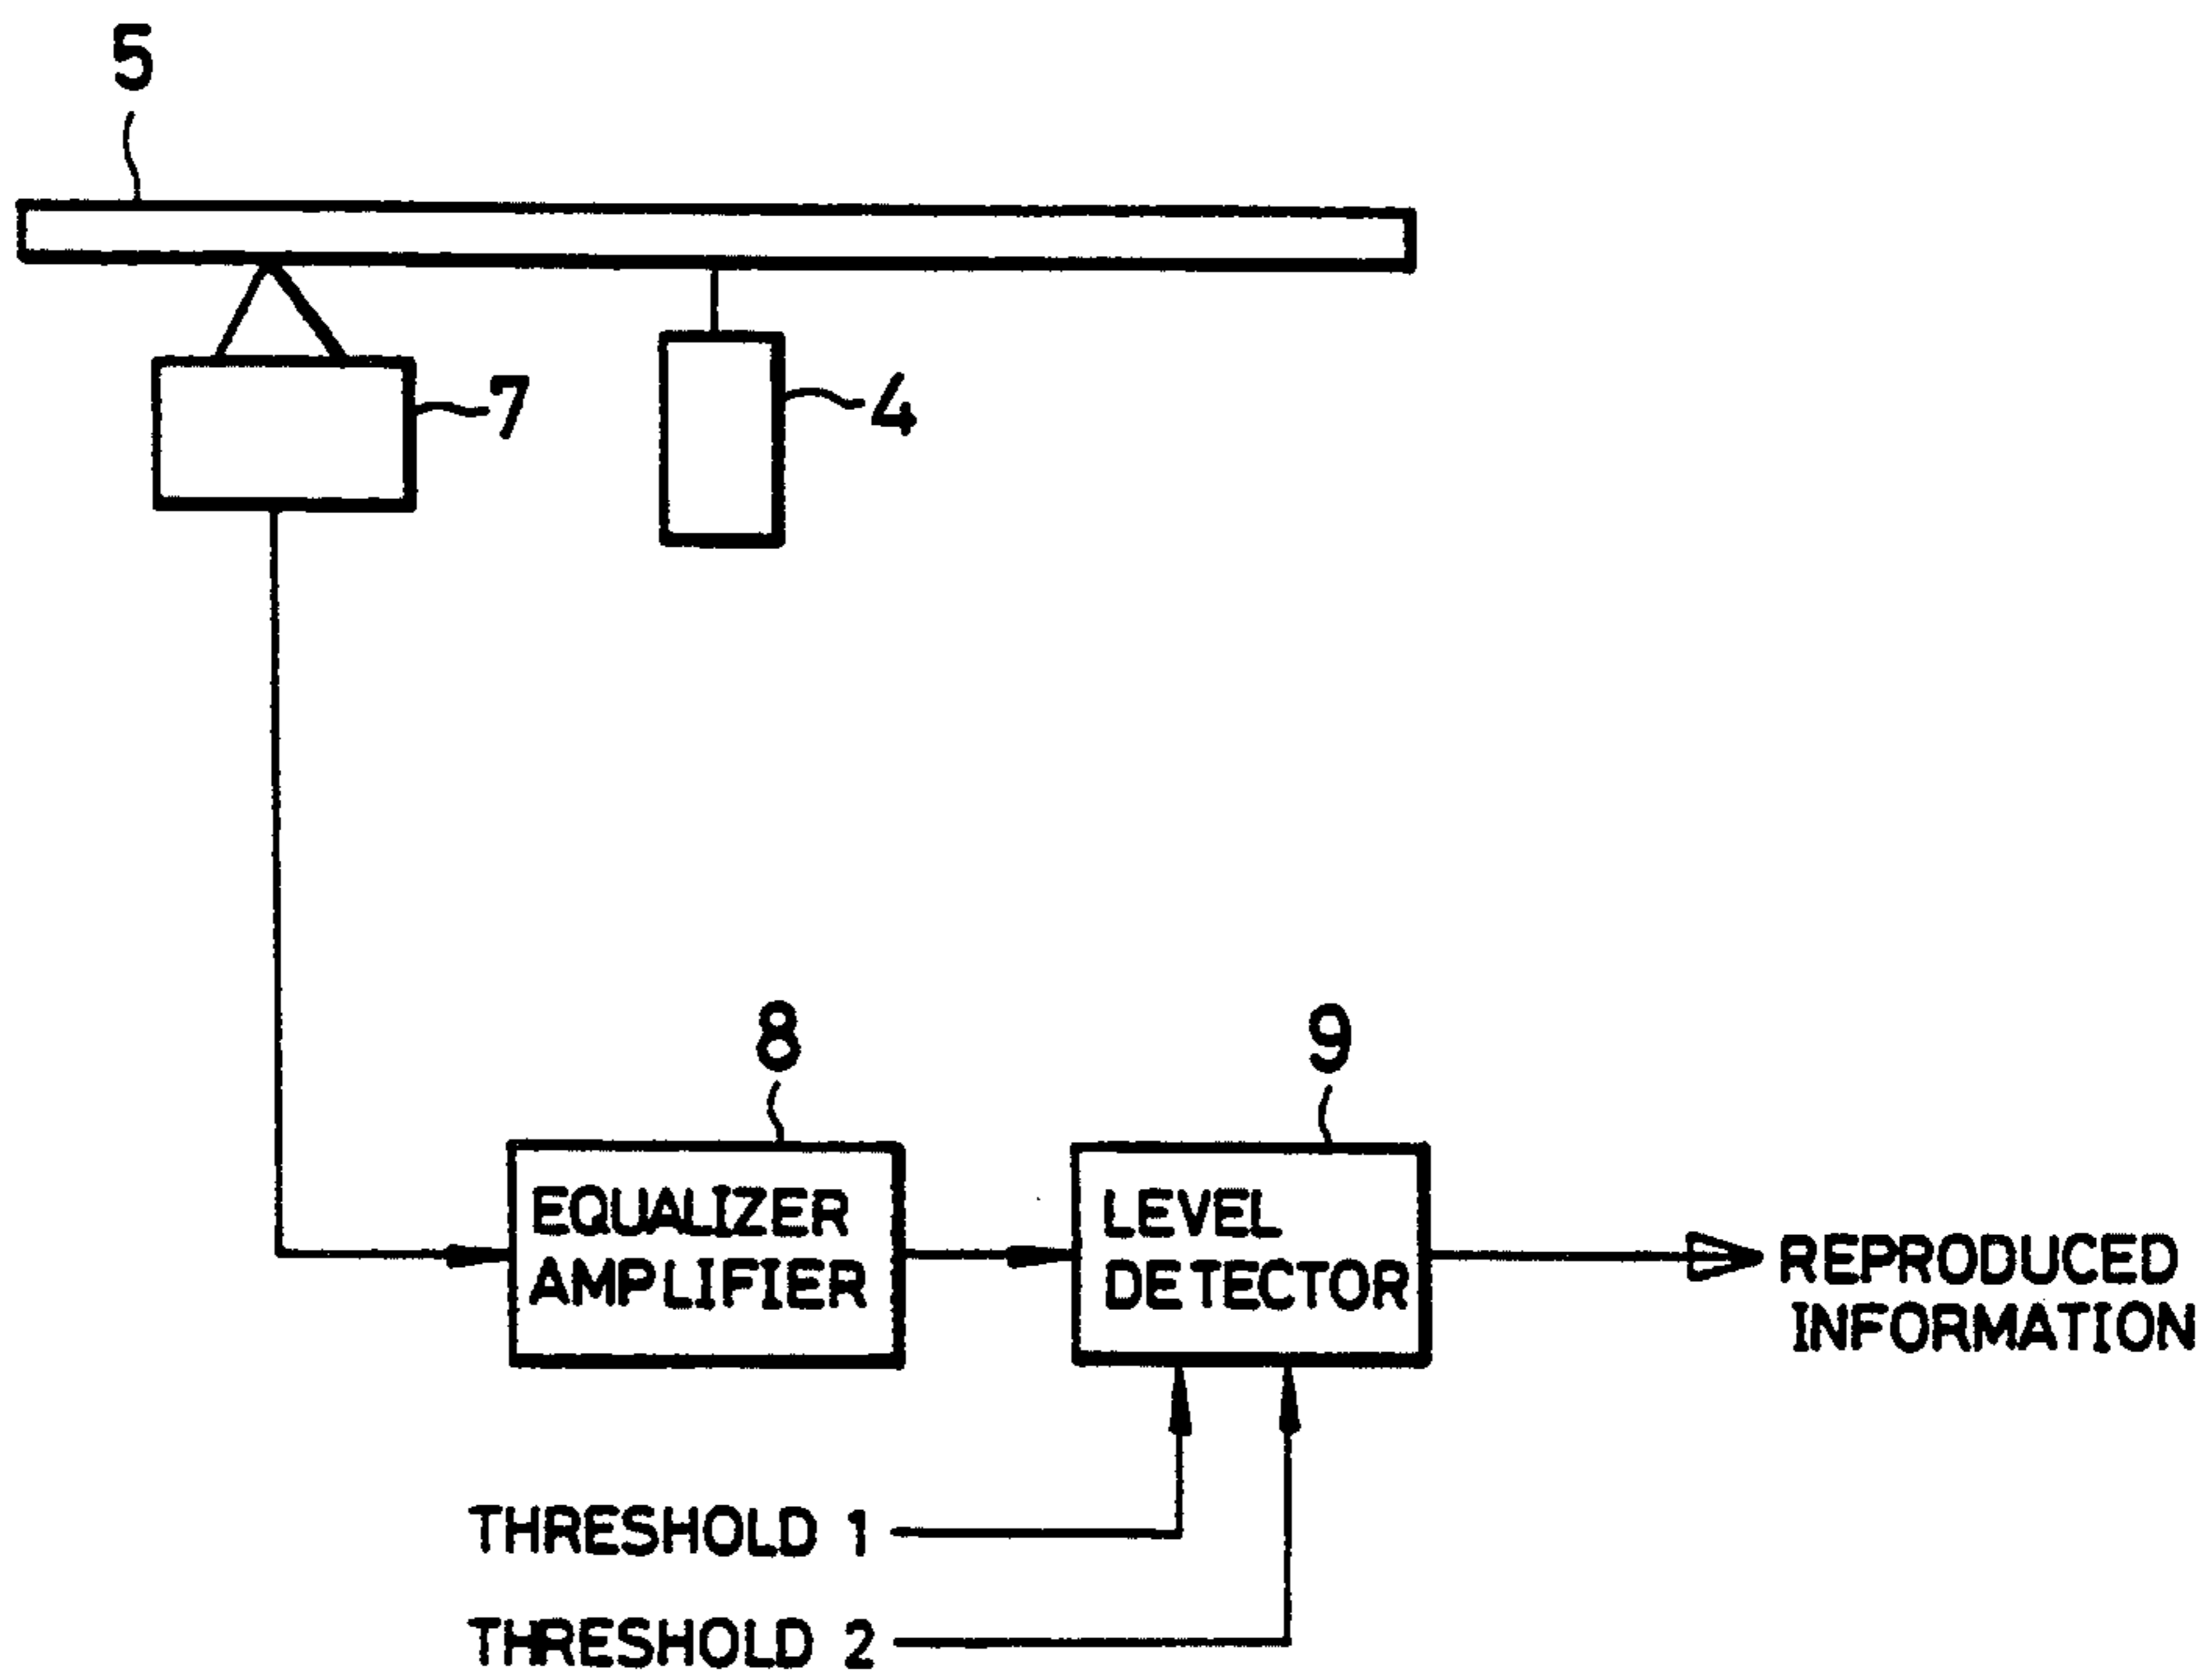 5
7
4
8
9
EQUALIZER
AMPLIFIER
LEVEL
DETECTOR
REPRODUCED
INFORMATION
THRESHOLD 1
THRESHOLD 2